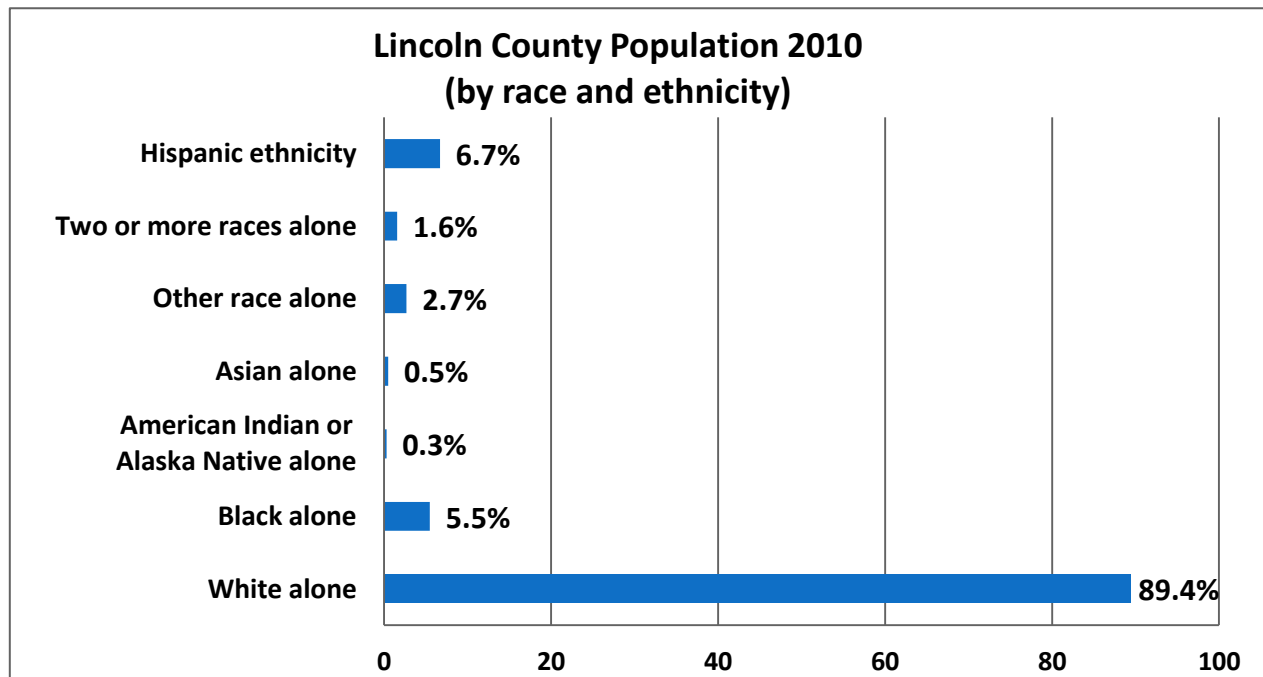 Lincoln County Population 2010
(by race and ethnicity)
Hispanic ethnicity 6.7%
Two or more races alone 1.6%
Other race alone 2.7%
Asian alone 0.5%
American Indian or
Alaska Native alone 0.3%
Black alone 5.5%
White alone 89.4%
0 20 40 60 80 100